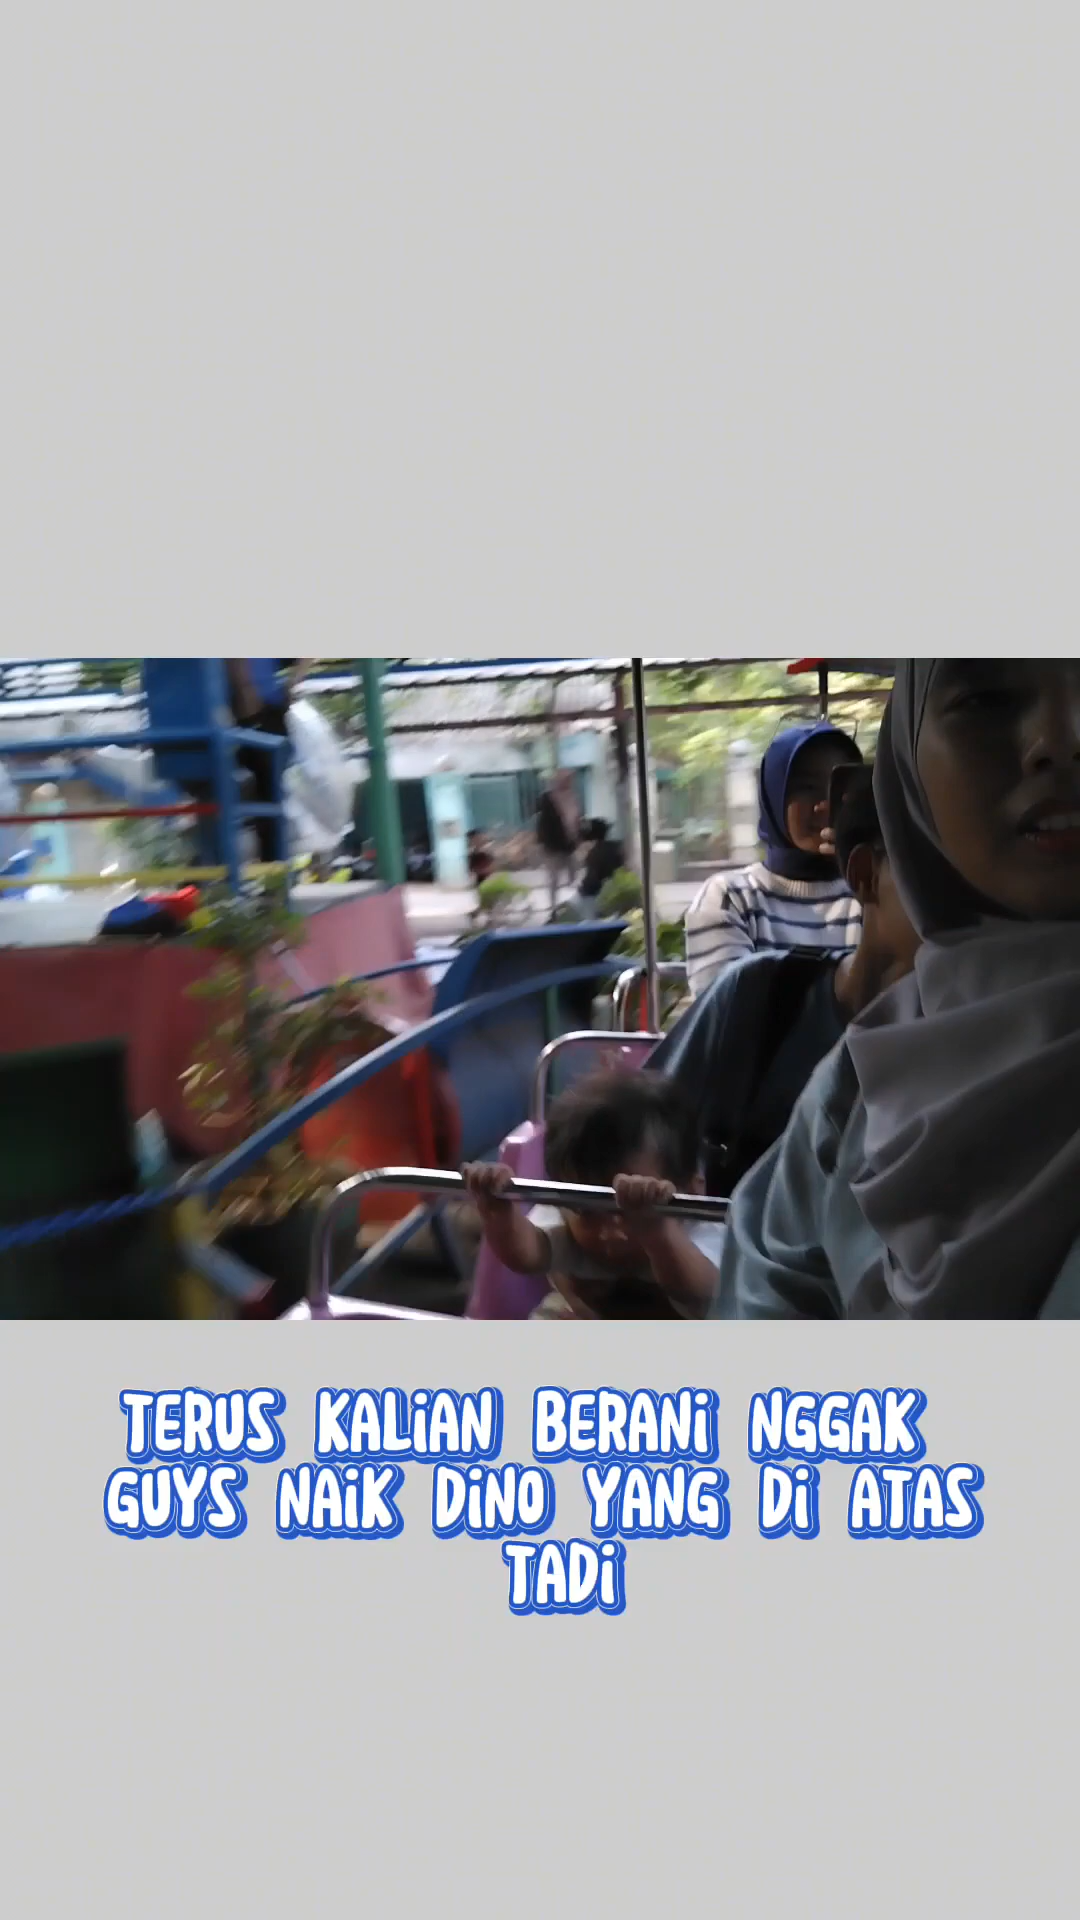 TERUS KALiAN BERANi NGGAK
GUYS NAiK DiNO YANG Di ATAS
TADi